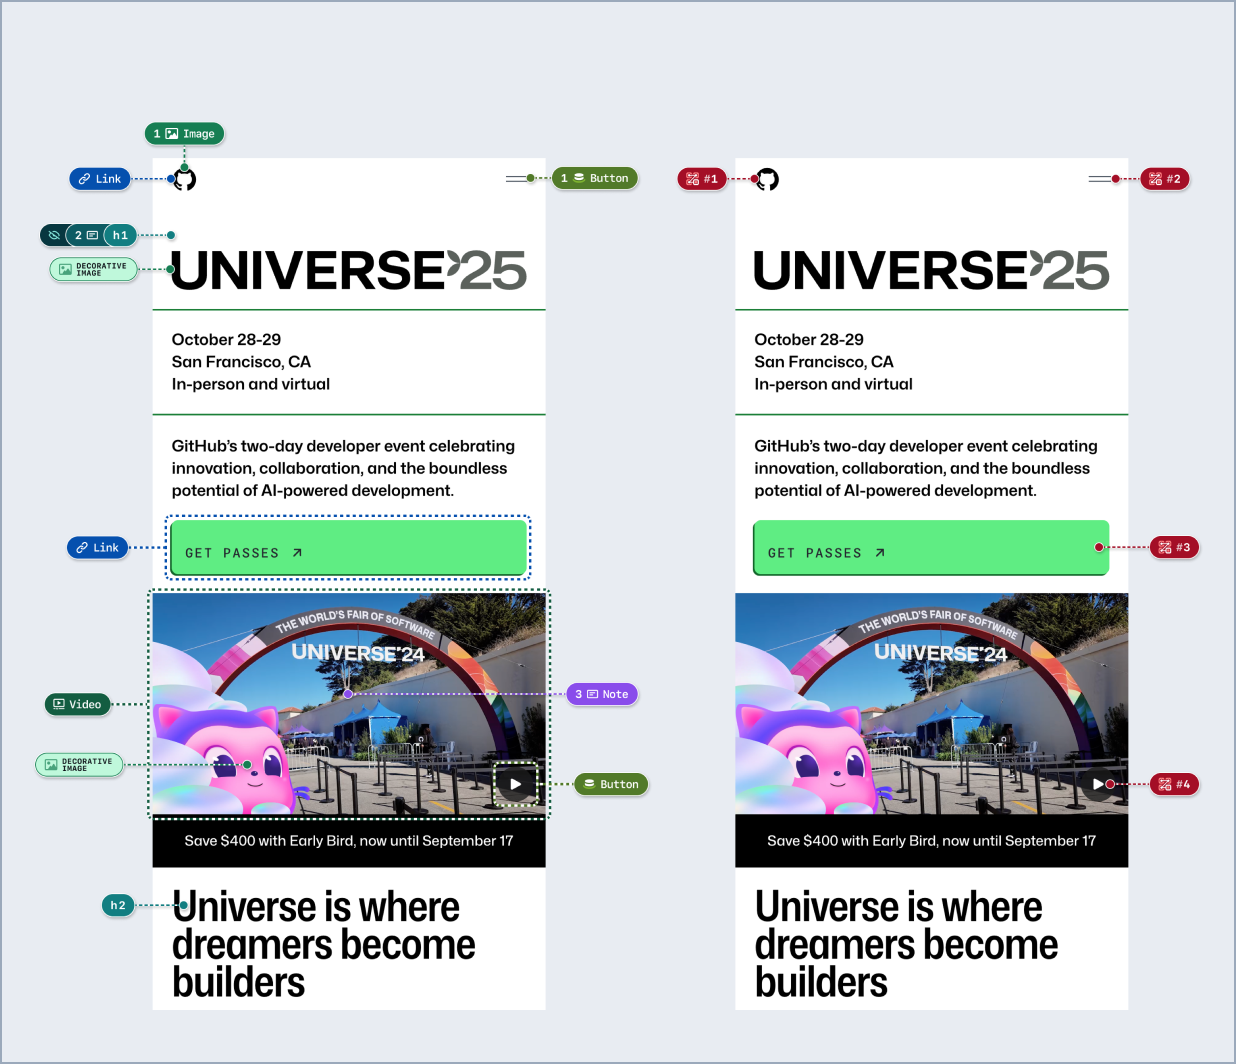 1 Image
Link
1 Button
#1
#2
2 h1
DECORATIVE
IMAGE
UNIVERSE'25
UNIVERSE'25
October 28-29
San Francisco, CA
In-person and virtual
October 28-29
San Francisco, CA
In-person and virtual
GitHub's two-day developer event celebrating
innovation, collaboration, and the boundless
potential of AI-powered development.
GitHub's two-day developer event celebrating
innovation, collaboration, and the boundless
potential of AI-powered development.
Link
GET PASSES ↗
GET PASSES ↗
#3
THE WORLD'S FAIR OF SOFTWARE
UNIVERSE'24
THE WORLD'S FAIR OF SOFTWARE
UNIVERSE'24
Video
3 Note
DECORATIVE
IMAGE
Button
#4
Save $400 with Early Bird, now until September 17
Save $400 with Early Bird, now until September 17
h2
Universe is where
dreamers become
builders
Universe is where
dreamers become
builders